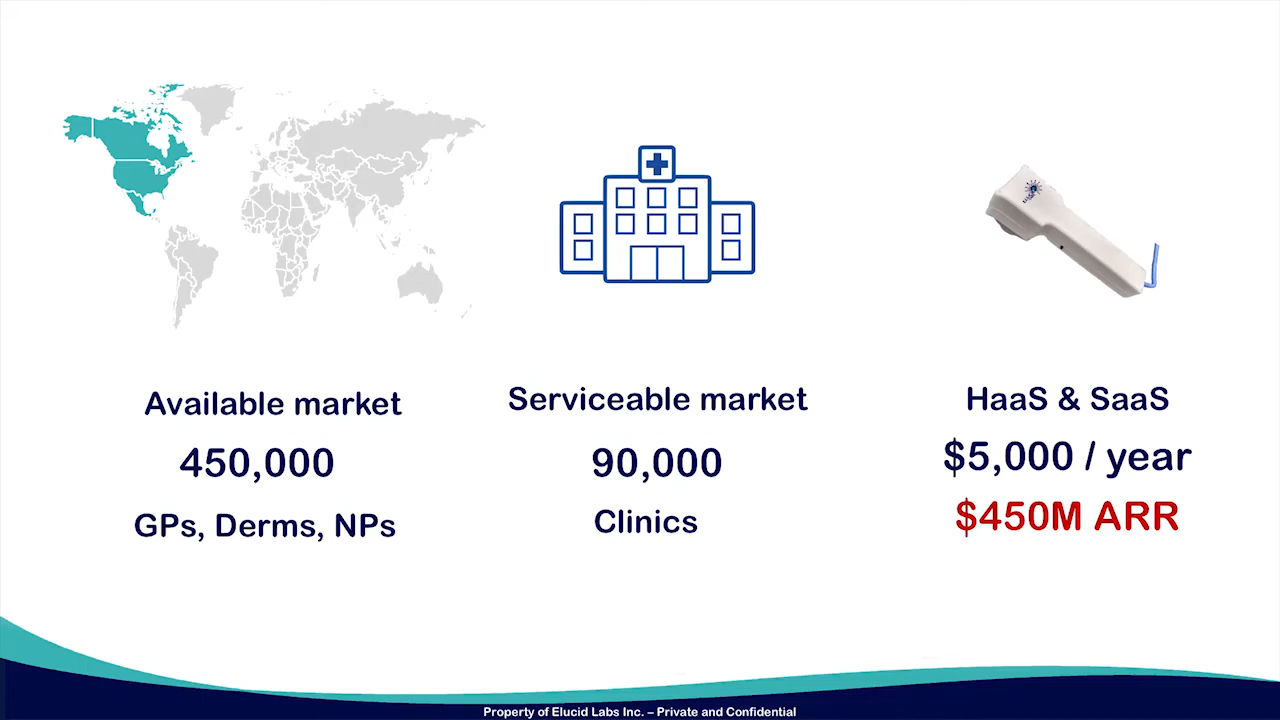 Available market
450,000
GPs, Derms, NPs
Serviceable market
90,000
Clinics
HaaS & SaaS
$5,000 / year
$450M ARR
Property of Elucid Labs Inc. – Private and Confidential